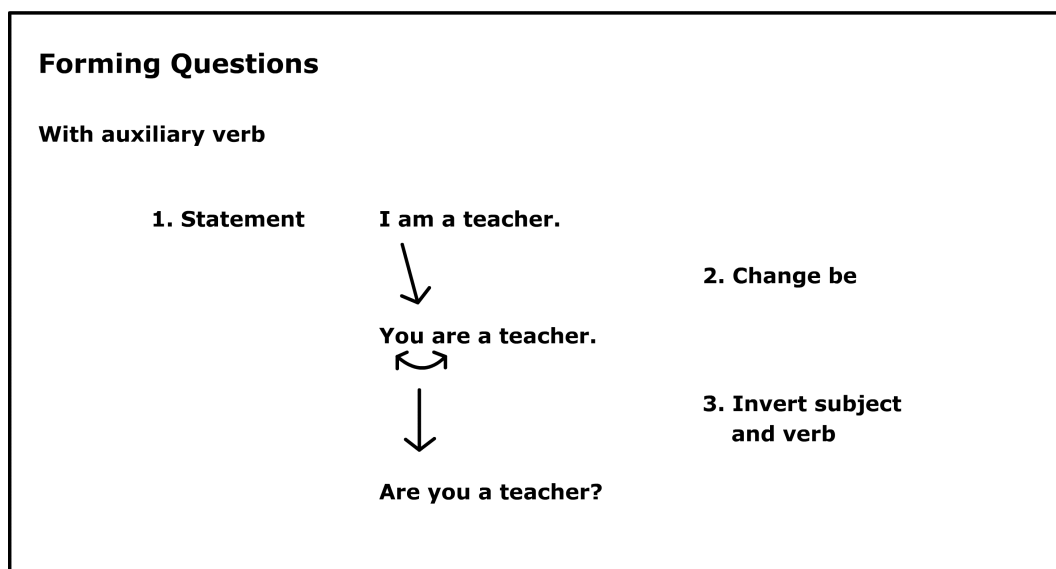 Forming Questions
With auxiliary verb
1. Statement
I am a teacher.
2. Change be
You are a teacher.
3. Invert subject
and verb
Are you a teacher?